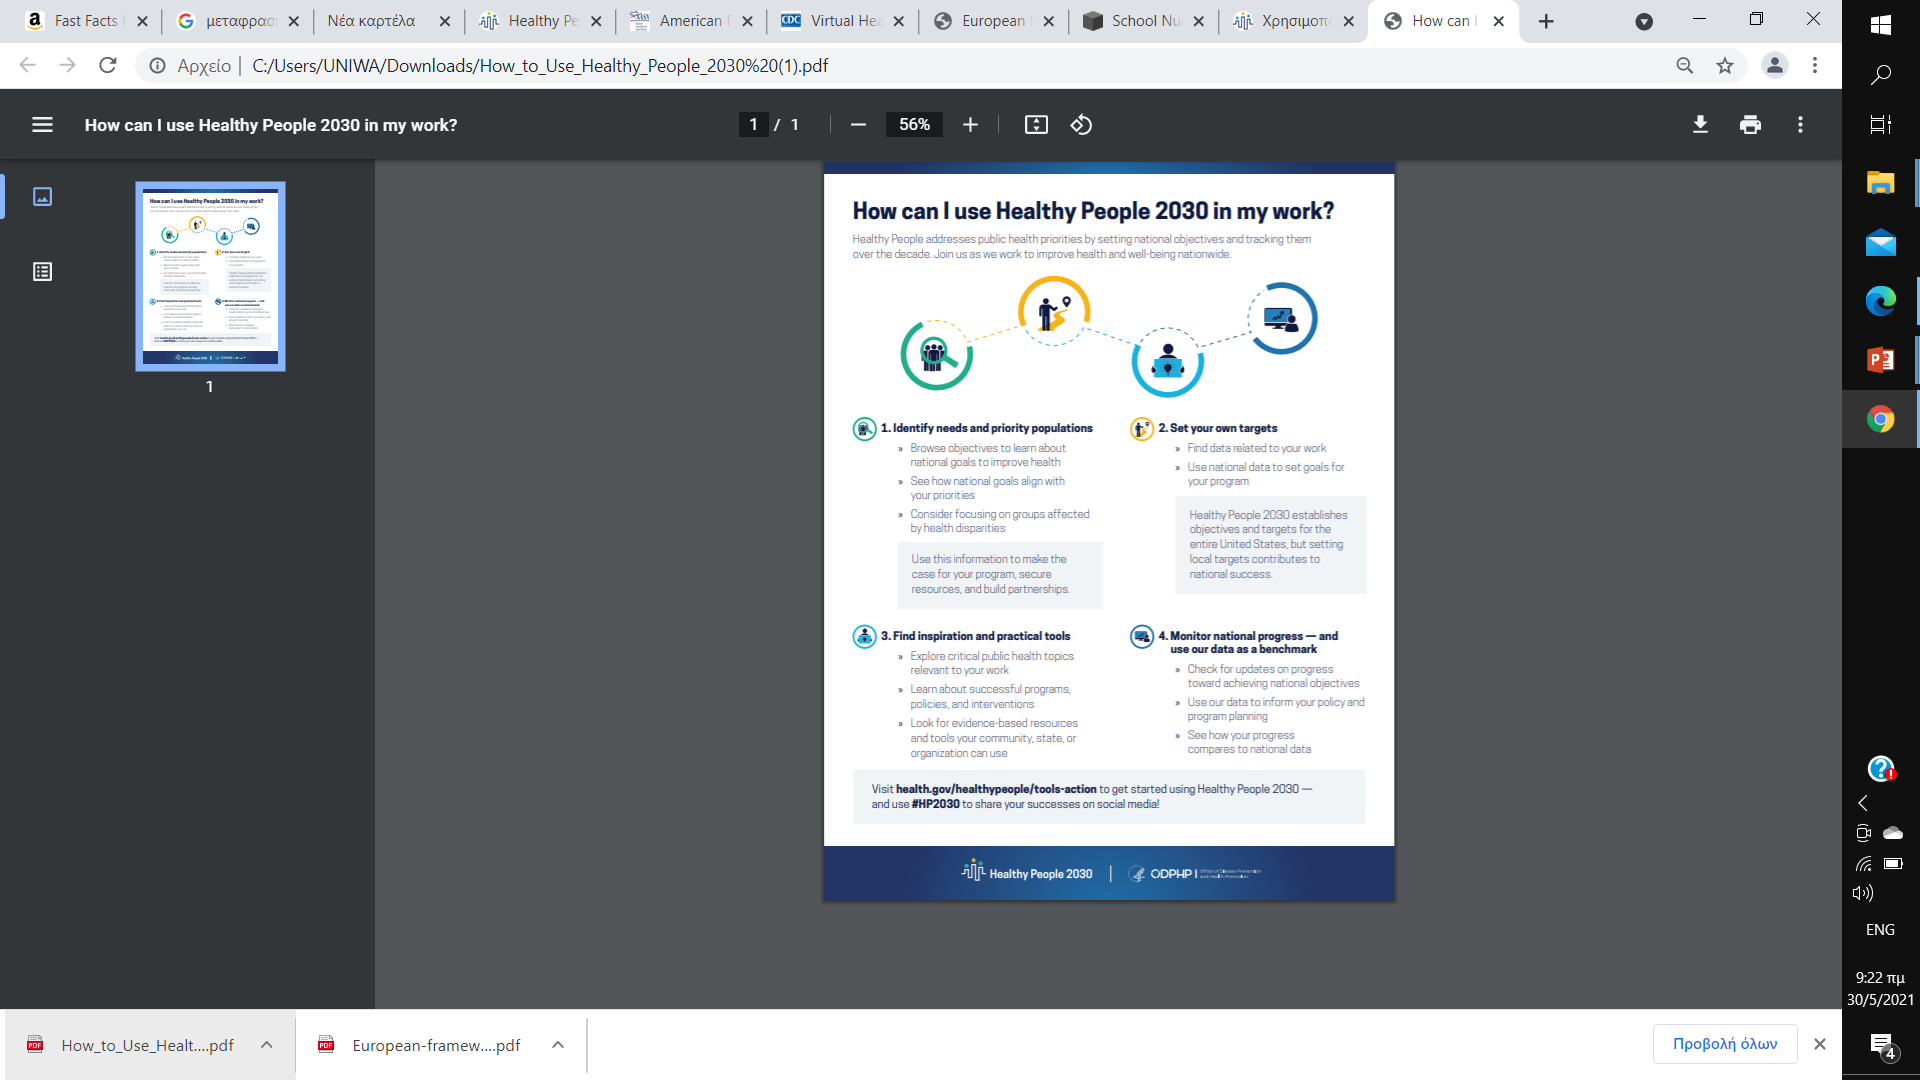 Fast Facts f
μεταφρασ
Νέα καρτέλα
Healthy Pe
American
Virtual Hea
European
School Nu
Χρησιμοπ
How can I
Αρχείο | C:/Users/UNIWA/Downloads/How_to_Use_Healthy_People_2030%20(1).pdf
How can I use Healthy People 2030 in my work?
1 / 1
56%
1
How can I use Healthy People 2030 in my work?
Healthy People addresses public health priorities by setting national objectives and tracking them
over the decade. Join us as we work to improve health and well-being nationwide.
1. Identify needs and priority populations
» Browse objectives to learn about
national goals to improve health
» See how national goals align with
your priorities
» Consider focusing on groups affected
by health disparities
Use this information to make the
case for your program, secure
resources, and build partnerships.
2. Set your own targets
» Find data related to your work
» Use national data to set goals for
your program
Healthy People 2030 establishes
objectives and targets for the
entire United States, but setting
local targets contributes to
national success.
3. Find inspiration and practical tools
» Explore critical public health topics
relevant to your work
» Learn about successful programs,
policies, and interventions
» Look for evidence-based resources
and tools your community, state, or
organization can use
4. Monitor national progress — and
use our data as a benchmark
» Check for updates on progress
toward achieving national objectives
» Use our data to inform your policy and
program planning
» See how your progress
compares to national data
Visit health.gov/healthypeople/tools-action to get started using Healthy People 2030 —
and use #HP2030 to share your successes on social media!
Healthy People 2030 | ODPHP | Office of Disease Prevention
and Health Promotion
How_to_Use_Healt....pdf
European-framew....pdf
Προβολή όλων
ENG
9:22 πμ
30/5/2021
4